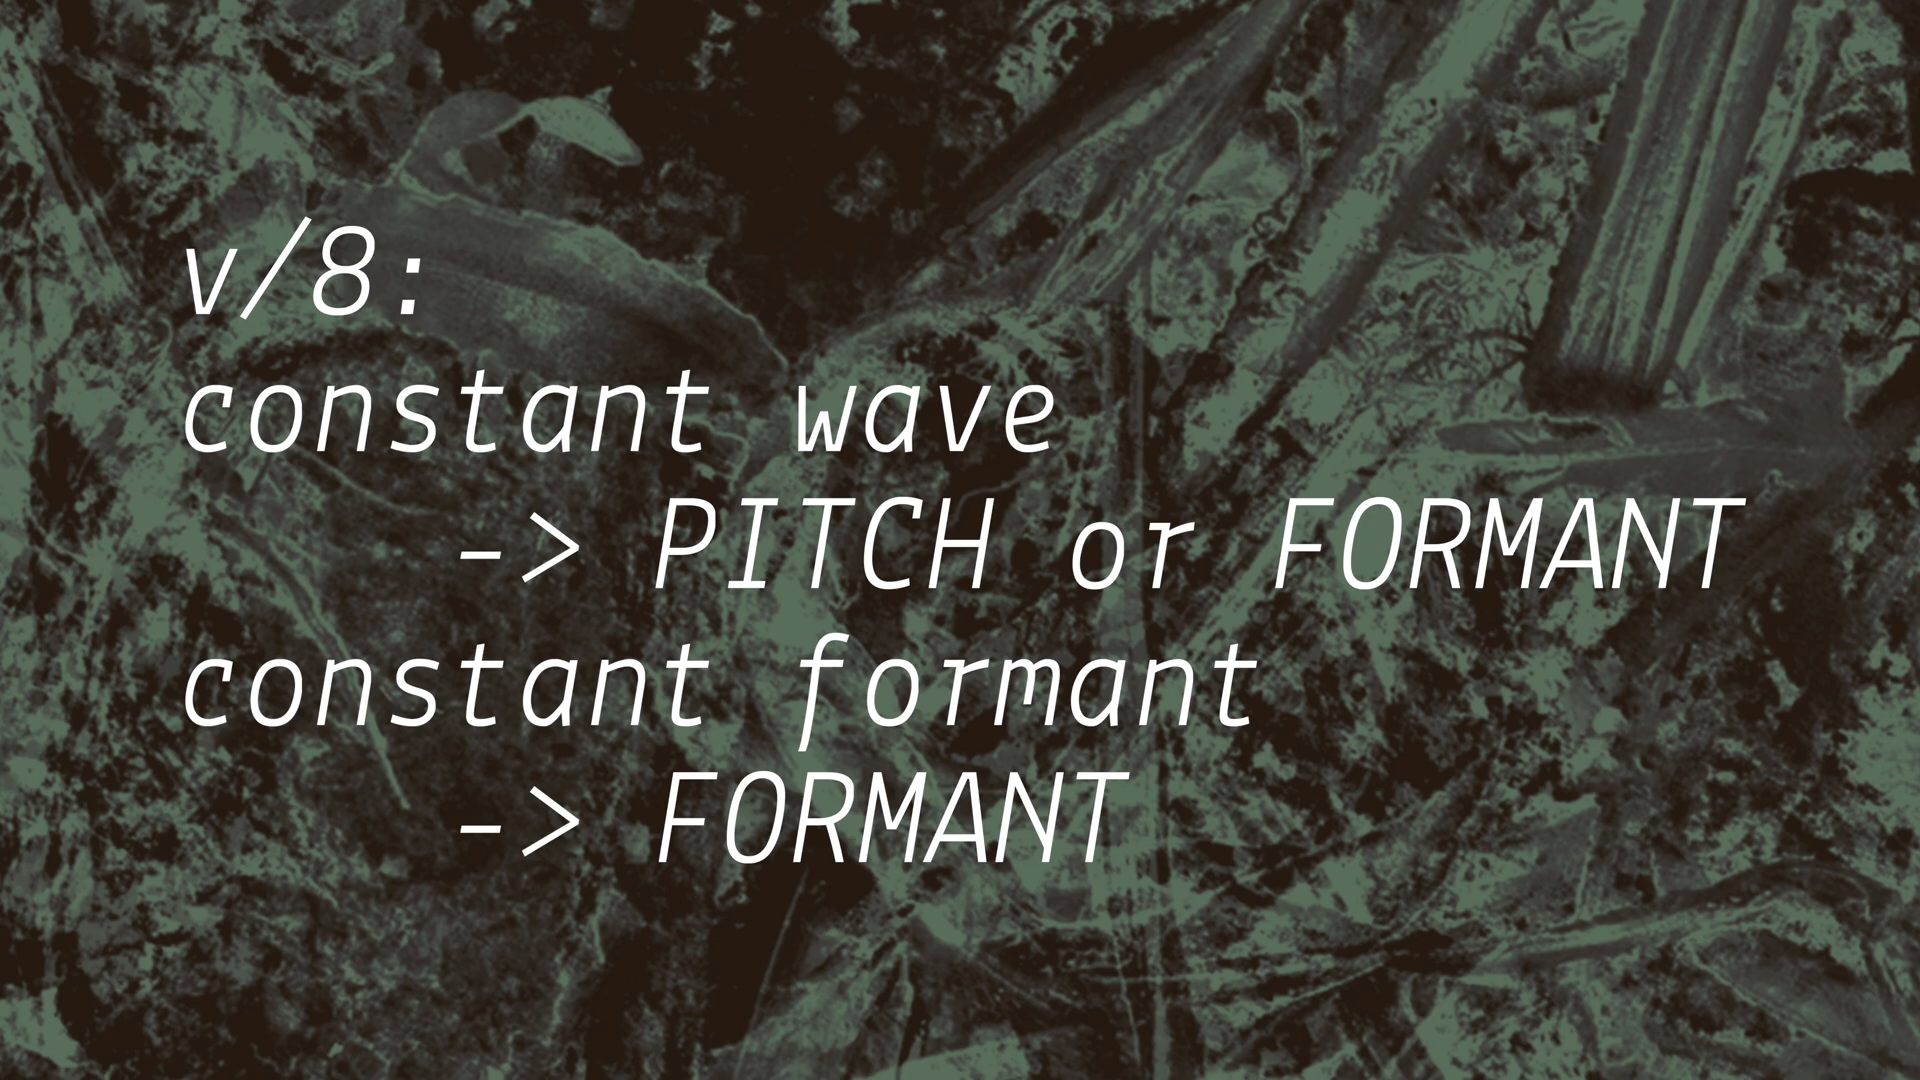 v/8:
constant wave
-> PITCH or FORMANT
constant formant
-> FORMANT